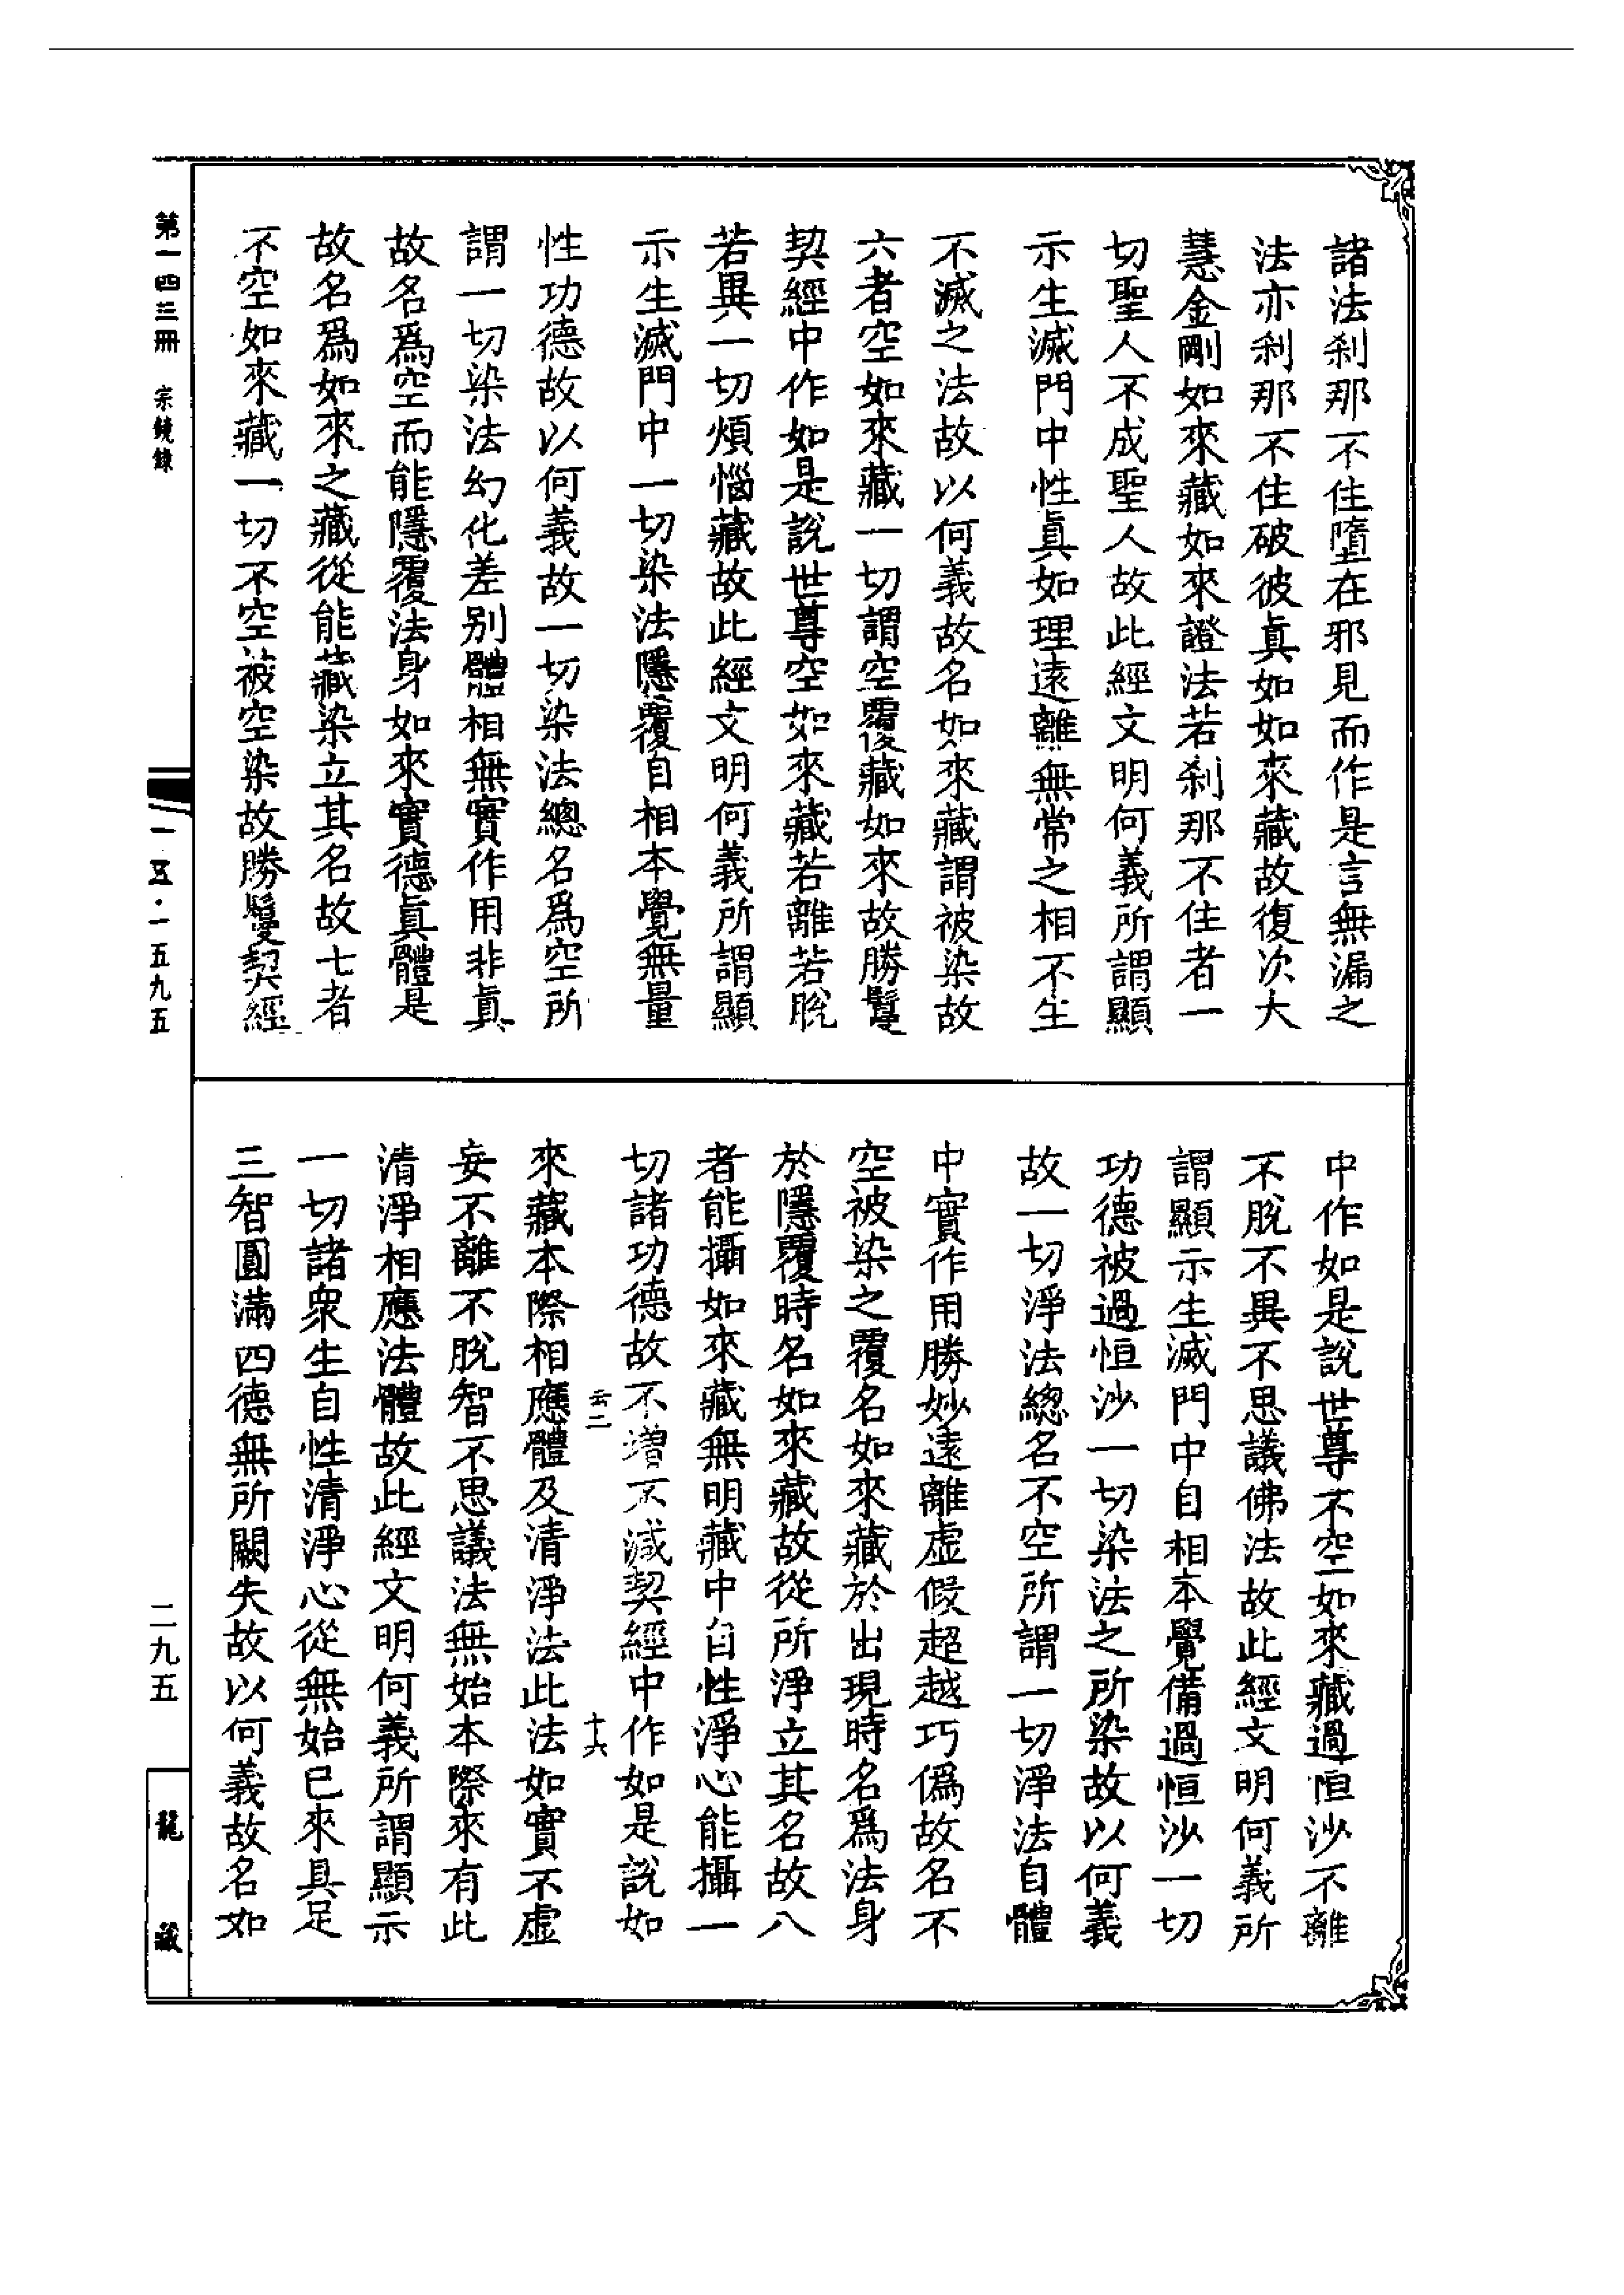 諸法剎那不住墮在邪見而作是言無漏之
法亦剎那不住破彼眞如如來藏故復次大
慧金剛如來藏如來證法若剎那不住者一
切聖人不成聖人故此經文明何義所謂顯
示生滅門中性眞如理遠離無常之相不生
不滅之法故以何義故名如來藏謂被染故
六者空如來藏一切謂空覆藏如來故勝鬘
契經中作如是說世尊空如來藏若離若脫
若異一切煩惱藏故此經文明何義所謂顯
示生滅門中一切染法隱覆自相本覺無量
性功德故以何義故一切染法總名爲空所
謂一切染法幻化差别體相無實作用非眞
故名爲空而能隱覆法身如來實德眞體是
故名爲如來之藏從能藏染立其名故七者
不空如來藏一切不空被空染故勝鬘契經
中作如是說世尊不空如來藏過恒沙不離
不脫不異不思議佛法故此經文明何義所
謂顯示生滅門中自相本覺備過恒沙一切
功德被過恒沙一切染法之所染故以何義
故一切淨法總名不空所謂一切淨法自體
中實作用勝妙遠離虛假超越巧僞故名不
空被染之覆名如來藏於出現時名爲法身
於隱覆時名如來藏故從所淨立其名故八
者能攝如來藏無明藏中自性淨心能攝一
切諸功德故不增不減契經中作如是說如
云二 十六
來藏本際相應體及清淨法此法如實不虛
妄不離不脫智不思議法無始本際來有此
清淨相應法體故此經文明何義所謂顯示
一切諸衆生自性清淨心從無始已來具足
三智圓滿四德無所闕失故以何義故名如
第一四三冊 宗鏡錄
一五·一五九五
二九五
龍藏